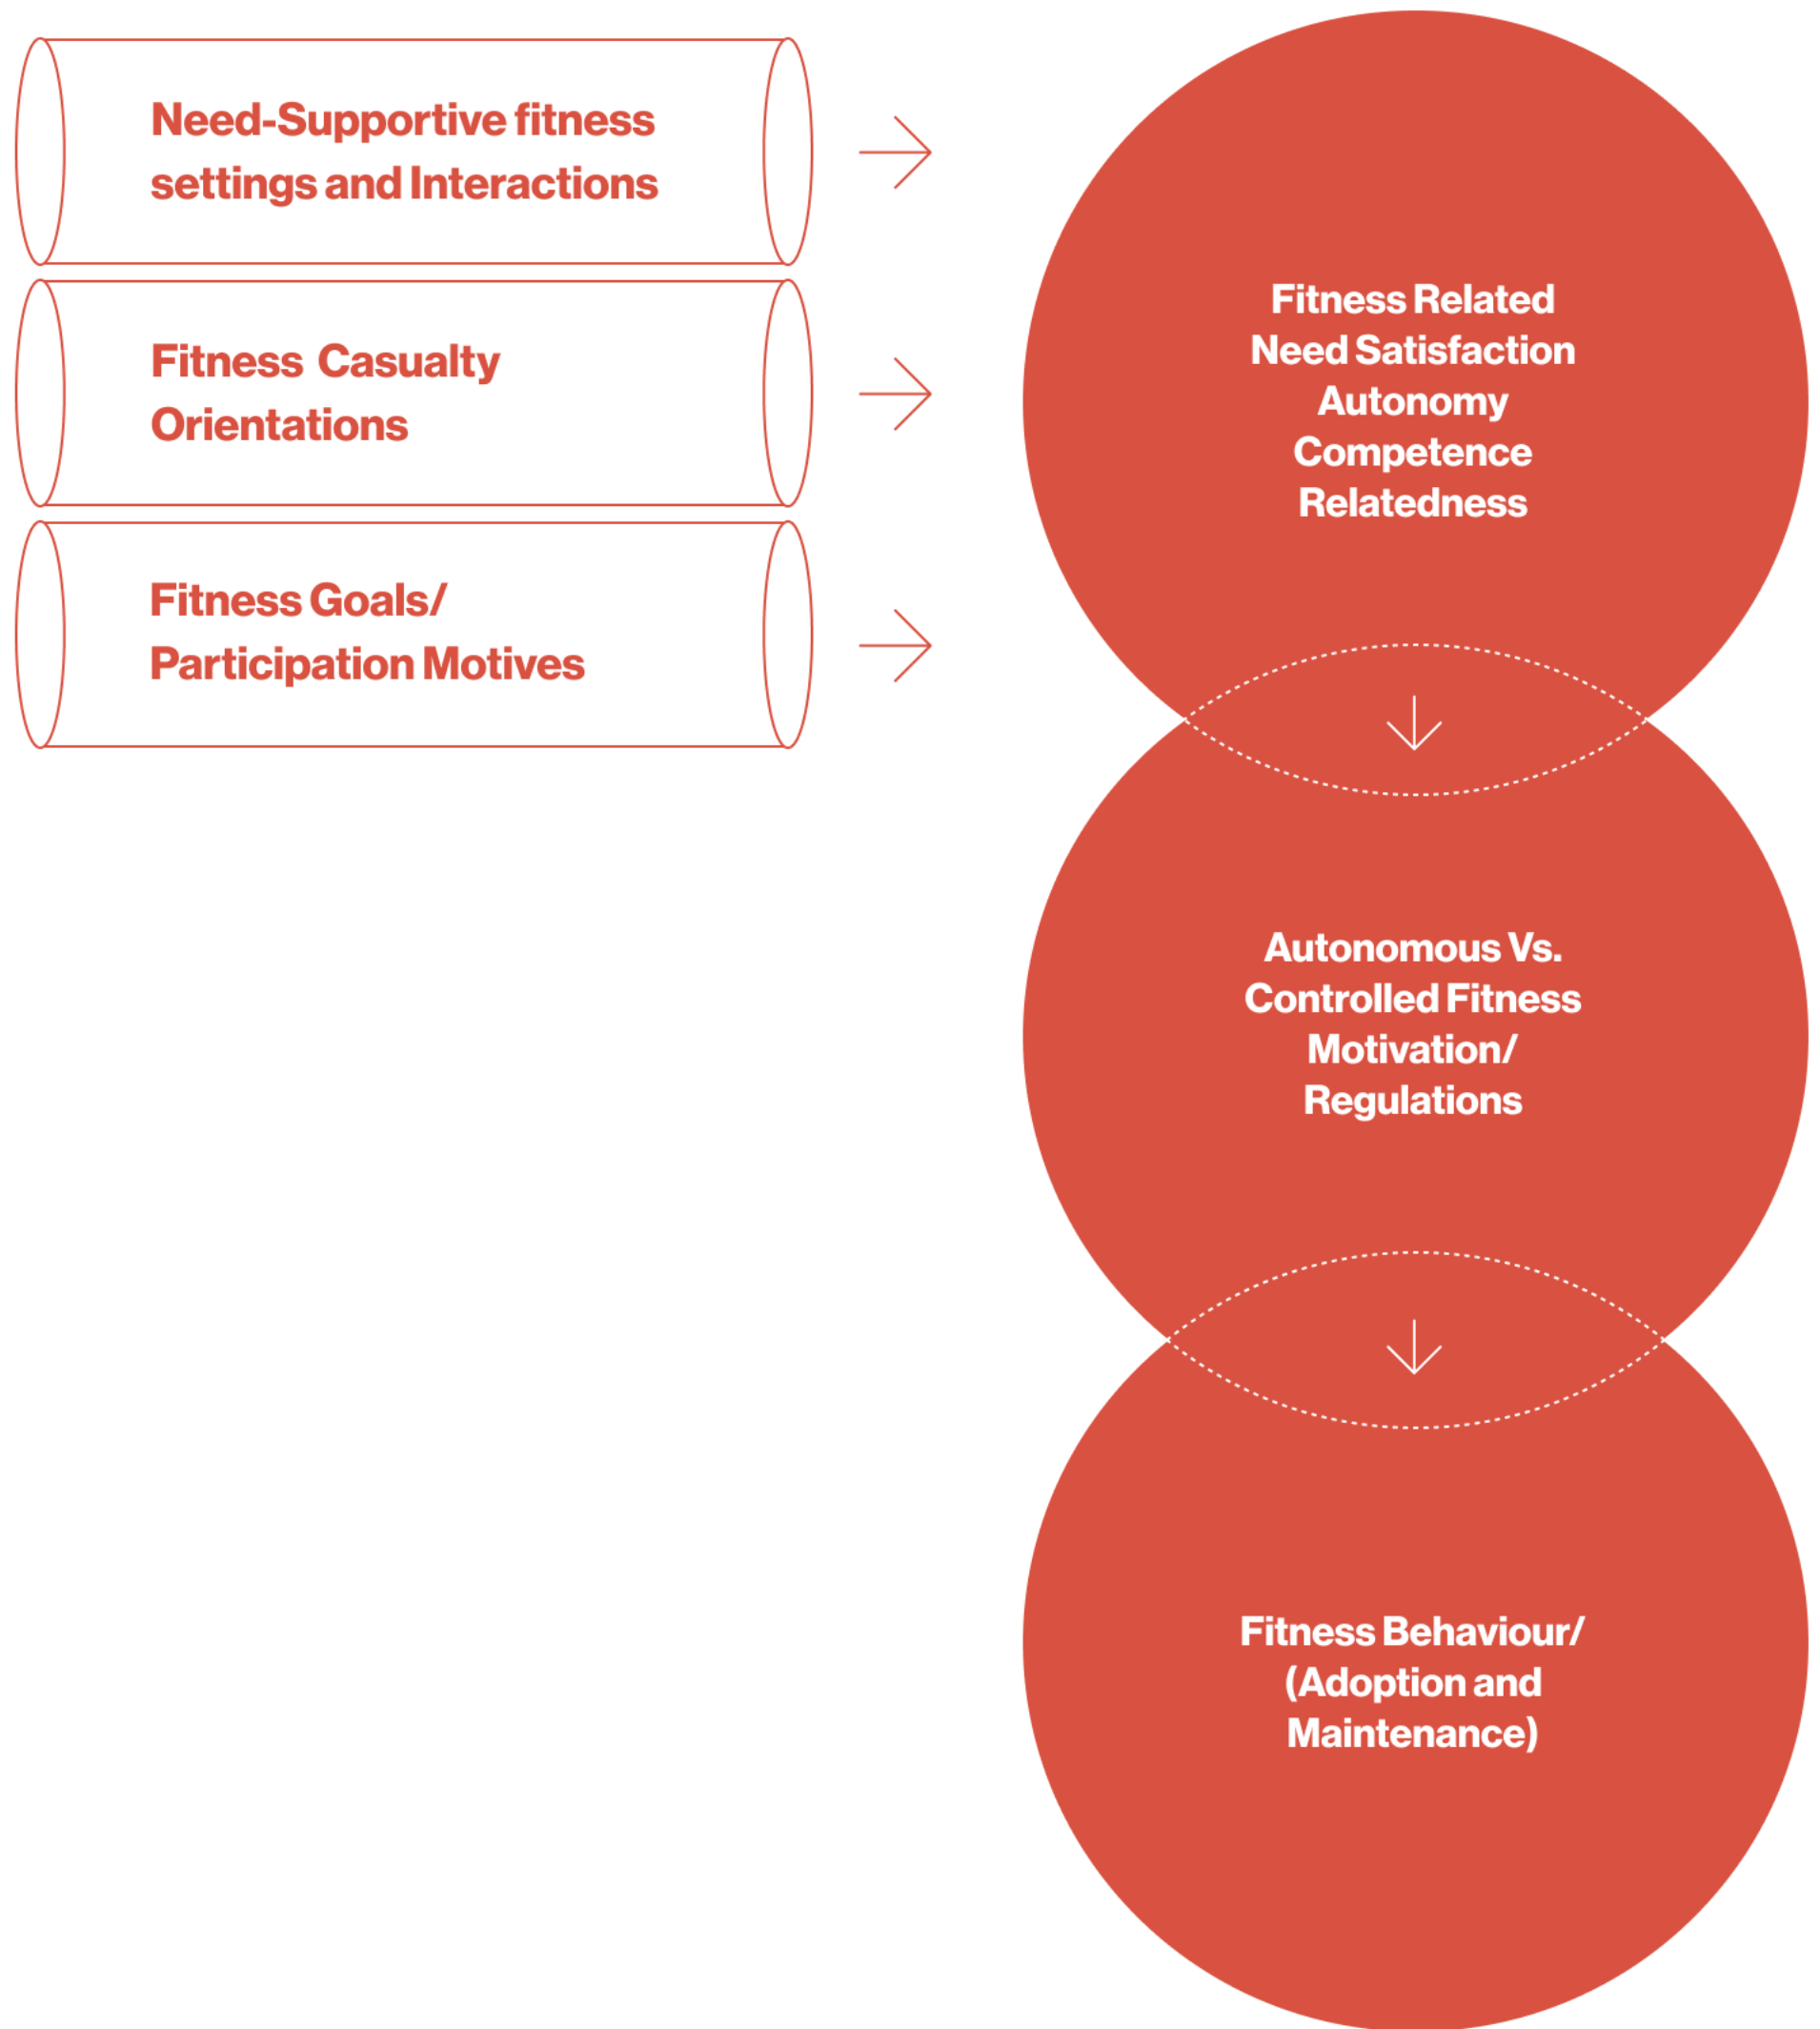 Need-Supportive fitness
settings and Interactions
Fitness Casualty
Orientations
Fitness Goals/
Participation Motives
Fitness Related
Need Satisfaction
Autonomy
Competence
Relatedness
Autonomous Vs.
Controlled Fitness
Motivation/
Regulations
Fitness Behaviour/
(Adoption and
Maintenance)